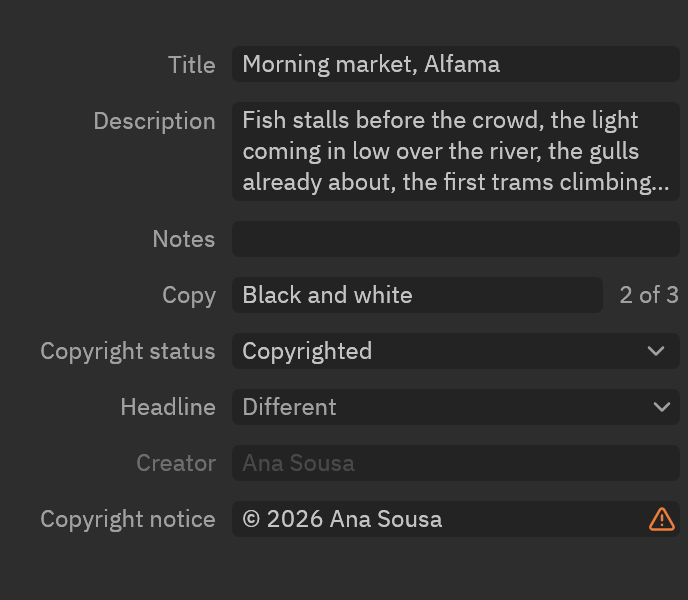 Title Morning market, Alfama
Description Fish stalls before the crowd, the light
coming in low over the river, the gulls
already about, the first trams climbing...
Notes
Copy Black and white 2 of 3
Copyright status Copyrighted
Headline Different
Creator Ana Sousa
Copyright notice © 2026 Ana Sousa